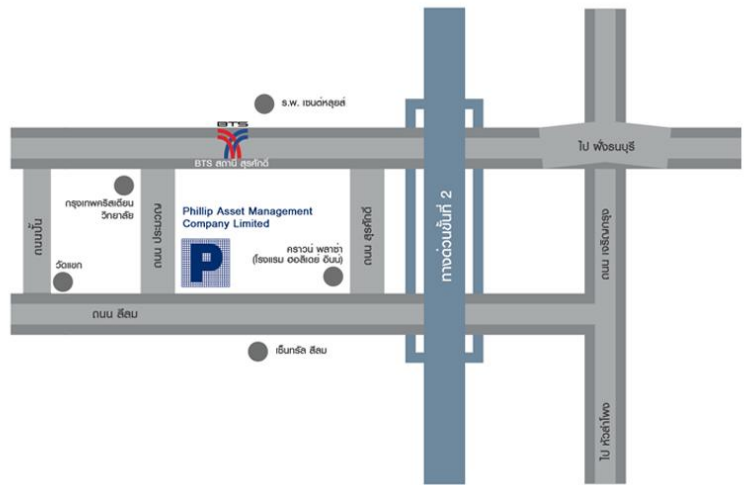 ร.พ. เซนต์หลุยส์
BTS
BTS สถานี สุรศักดิ์
ไป ฝั่งธนบุรี
กรุงเทพคริสเตียน
วิทยาลัย
Phillip Asset Management
Company Limited
P
คราวน์ พลาซ่า
(โรงแรม ฮอลิเดย์ อินน์)
วัดแขก
ถนนปั้น
ถนน ประมวญ
ถนน สุรศักดิ์
ทางด่วนขั้นที่ 2
ถนน เจริญกรุง
ถนน สีลม
เซ็นทรัล สีลม
ไป หัวลำโพง